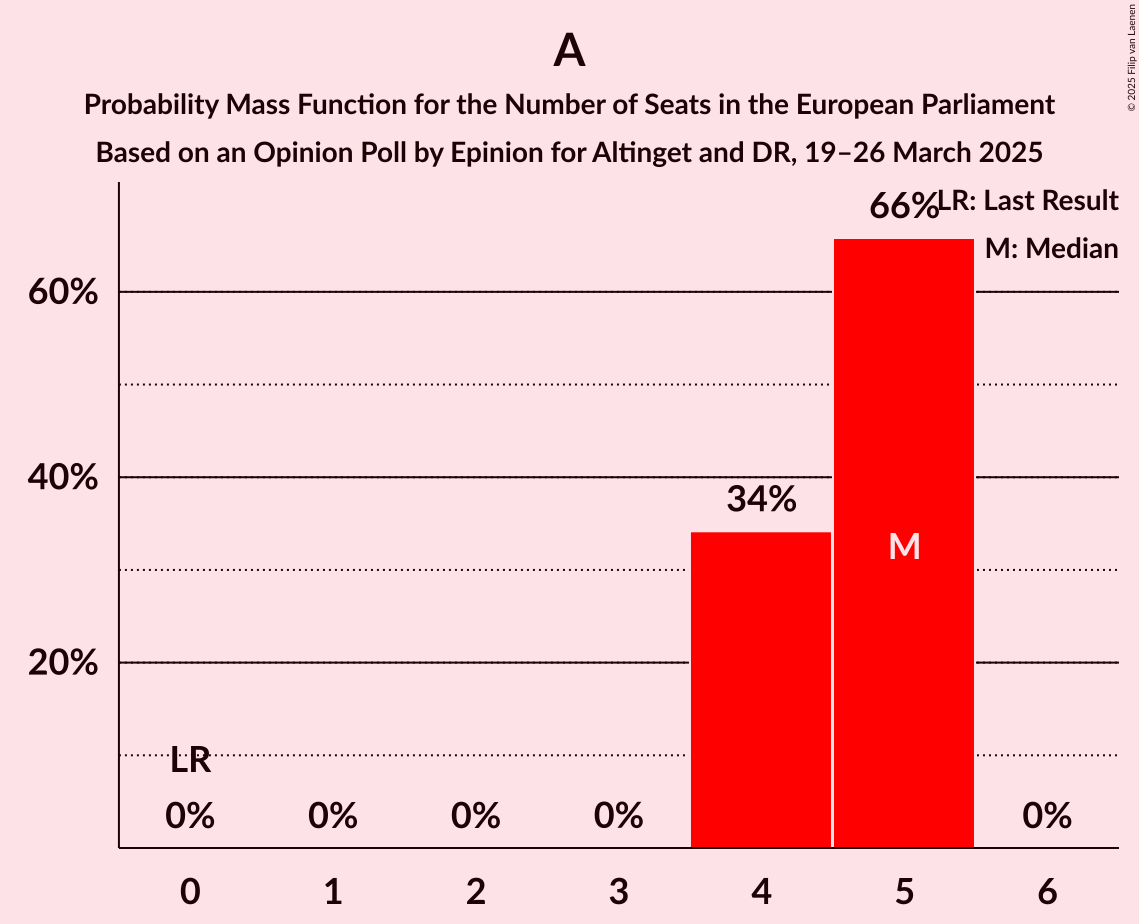 © 2025 Filip van Laenen
A
Probability Mass Function for the Number of Seats in the European Parliament
Based on an Opinion Poll by Epinion for Altinget and DR, 19–26 March 2025
66%
LR: Last Result
M: Median
60%
40%
34%
M
20%
LR
0% 0% 0% 0% 0%
0 1 2 3 4 5 6